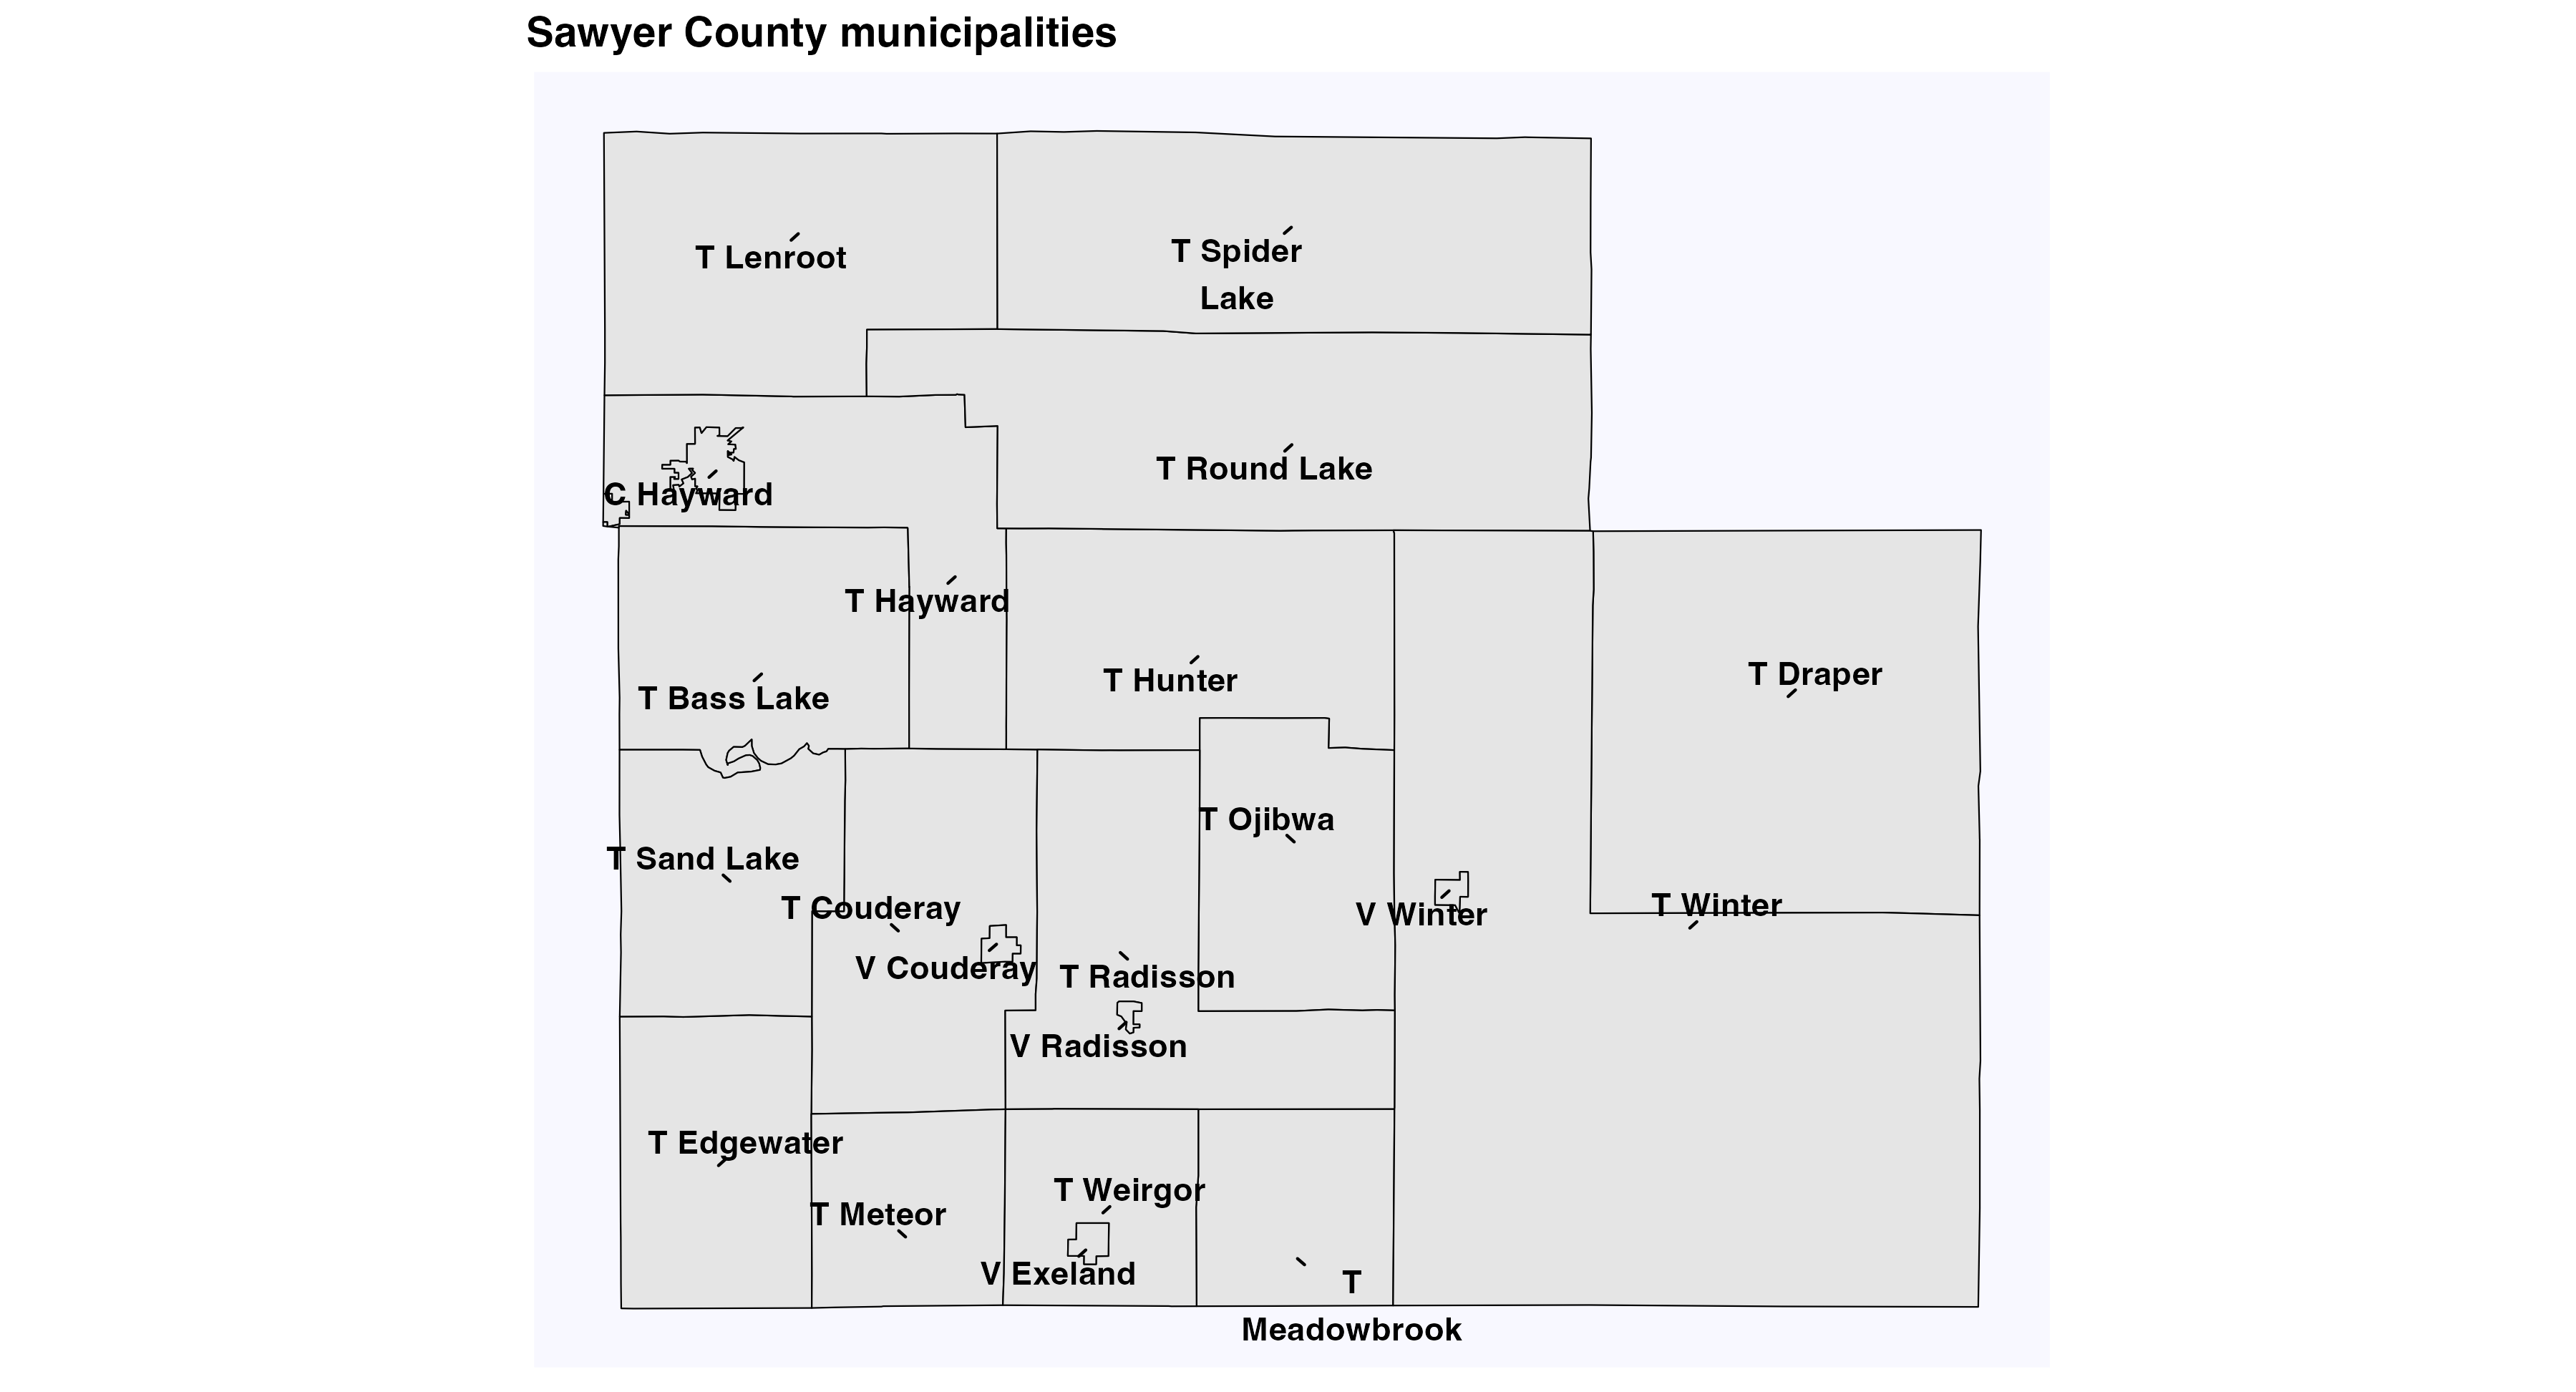 Sawyer County municipalities
T Lenroot
T Spider
Lake
T Round Lake
C Hayward
T Hayward
T Hunter
T Draper
T Bass Lake
T Ojibwa
T Sand Lake
T Couderay
V Winter
T Winter
V Couderay
T Radisson
V Radisson
T Edgewater
T Weirgor
T Meteor
V Exeland
T
Meadowbrook